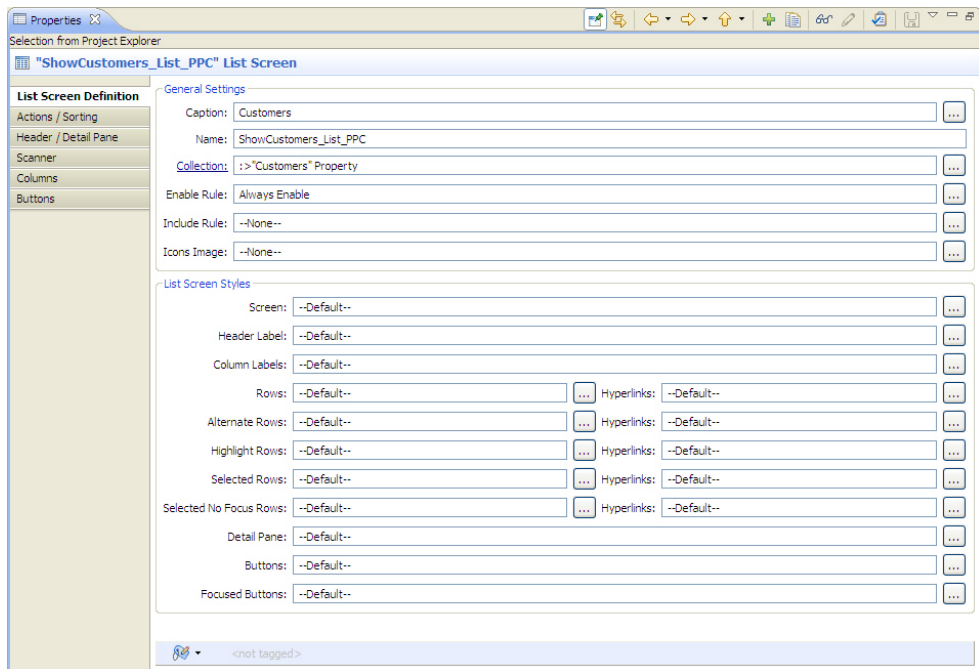 Properties
Selection from Project Explorer
"ShowCustomers_List_PPC" List Screen
List Screen Definition
Actions / Sorting
Header / Detail Pane
Scanner
Columns
Buttons
General Settings
Caption: Customers ...
Name: ShowCustomers_List_PPC
Collection: :>"Customers" Property ...
Enable Rule: Always Enable ...
Include Rule: --None-- ...
Icons Image: --None-- ...
List Screen Styles
Screen: --Default-- ...
Header Label: --Default-- ...
Column Labels: --Default-- ...
Rows: --Default-- ... Hyperlinks: --Default-- ...
Alternate Rows: --Default-- ... Hyperlinks: --Default-- ...
Highlight Rows: --Default-- ... Hyperlinks: --Default-- ...
Selected Rows: --Default-- ... Hyperlinks: --Default-- ...
Selected No Focus Rows: --Default-- ... Hyperlinks: --Default-- ...
Detail Pane: --Default-- ...
Buttons: --Default-- ...
Focused Buttons: --Default-- ...
<not tagged>